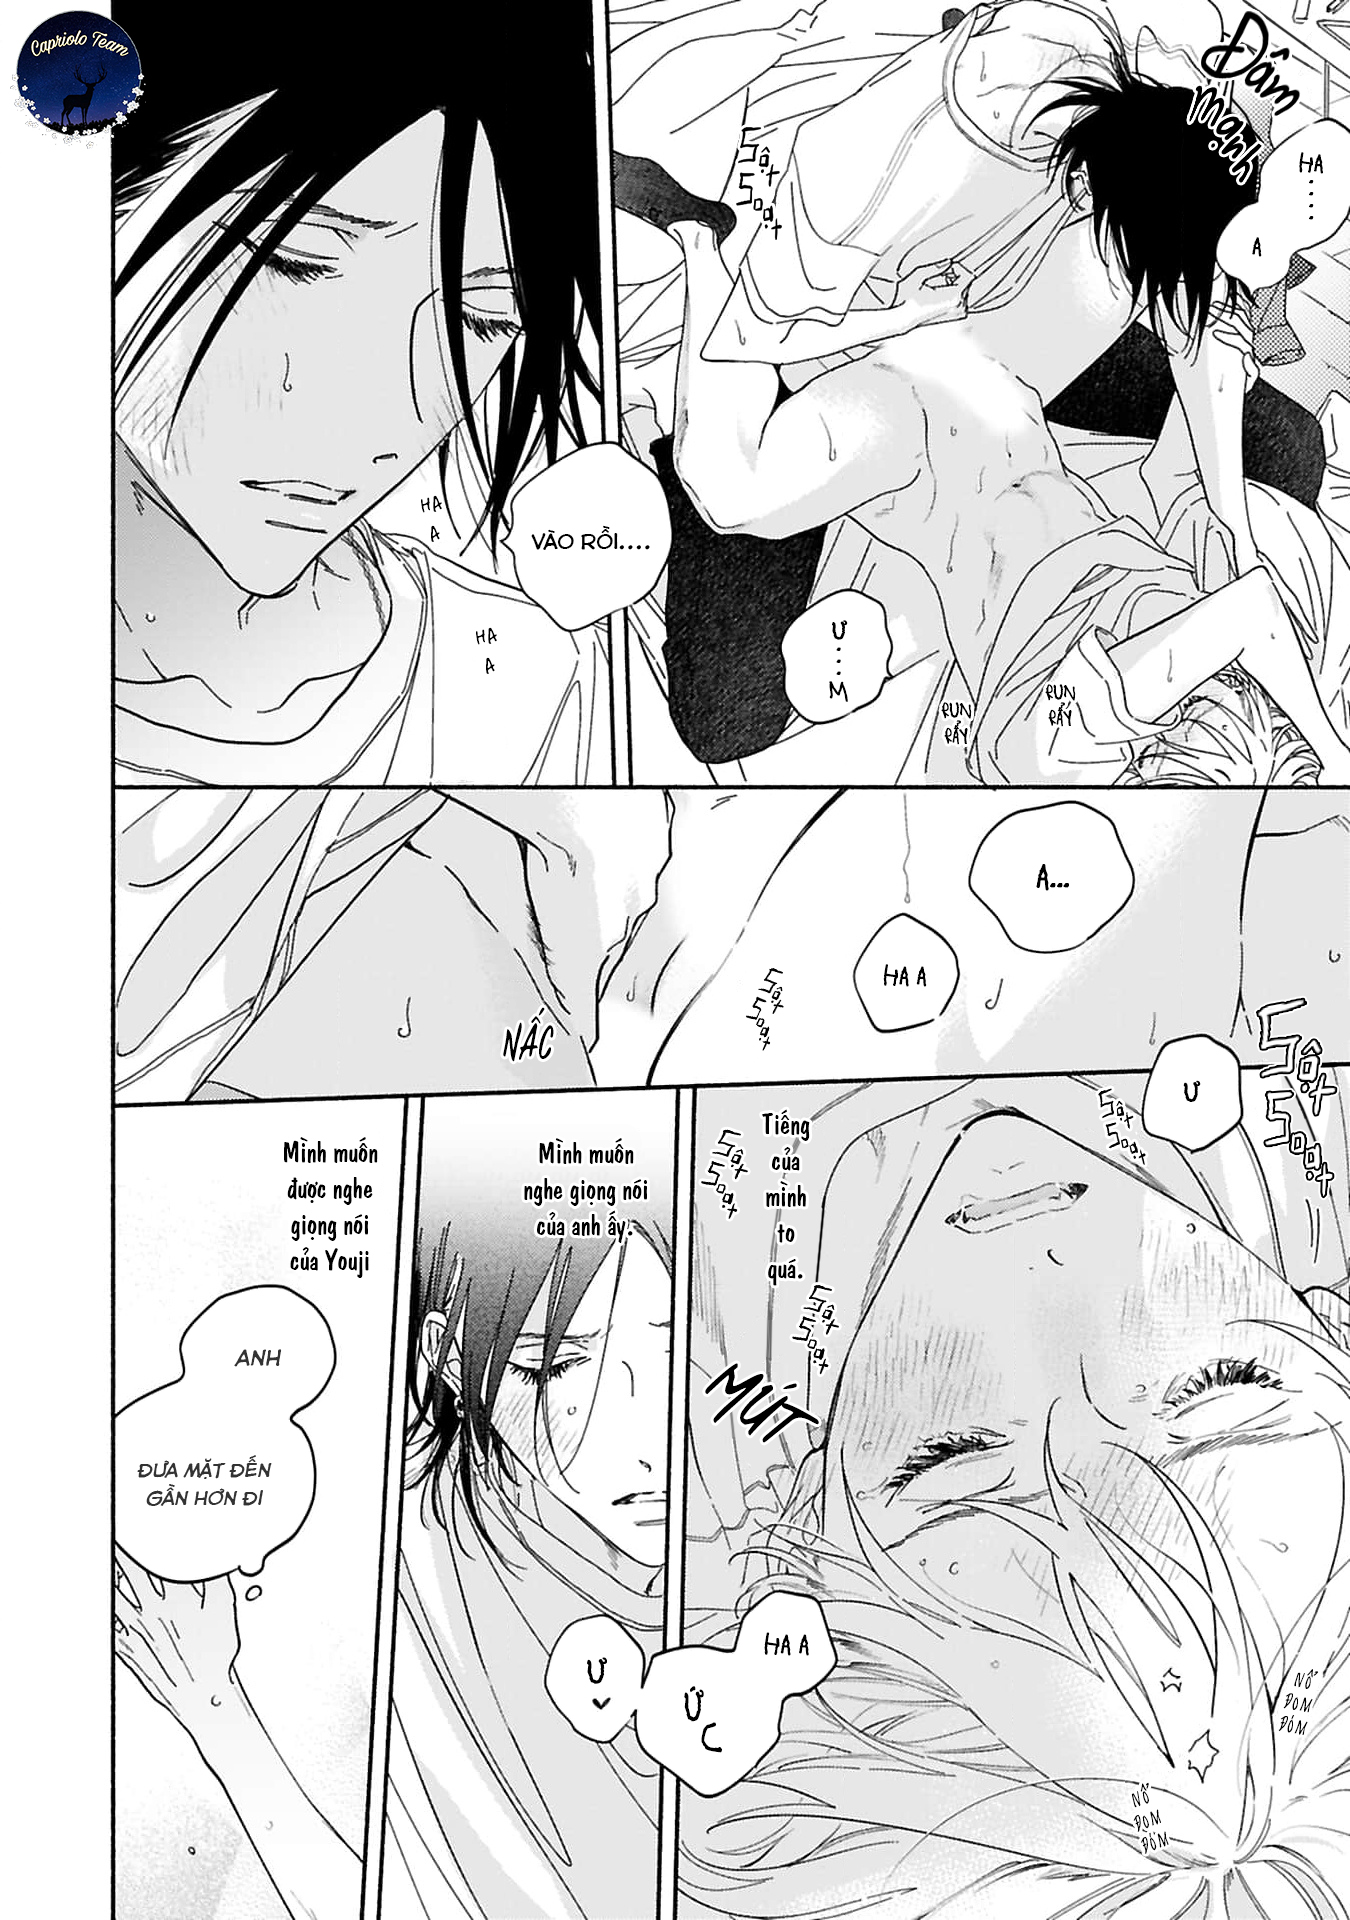 Capriolo Team
Đâm
mạnh
HA
.....
A
Sột
Soạt
Ư
...
M
RUN
RẨY
RUN
RẨY
VÀO RỒI....
HA
A
HA
A
A...
HA A
Sột
Soạt
NẤC
Sột
Soạt
Ư
Sột
Soạt
Tiếng
của
mình
to
quá.
Sột
Soạt
Sột
Soạt
MÚT
HA A
ỨC
NỔ
ĐOM
ĐÓM
NỔ
ĐOM
ĐÓM
Mình muốn
nghe giọng nói
của anh ấy.
Ư
Mình muốn
được nghe
giọng nói
của Youji
ANH
ĐƯA MẶT ĐẾN
GẦN HƠN ĐI